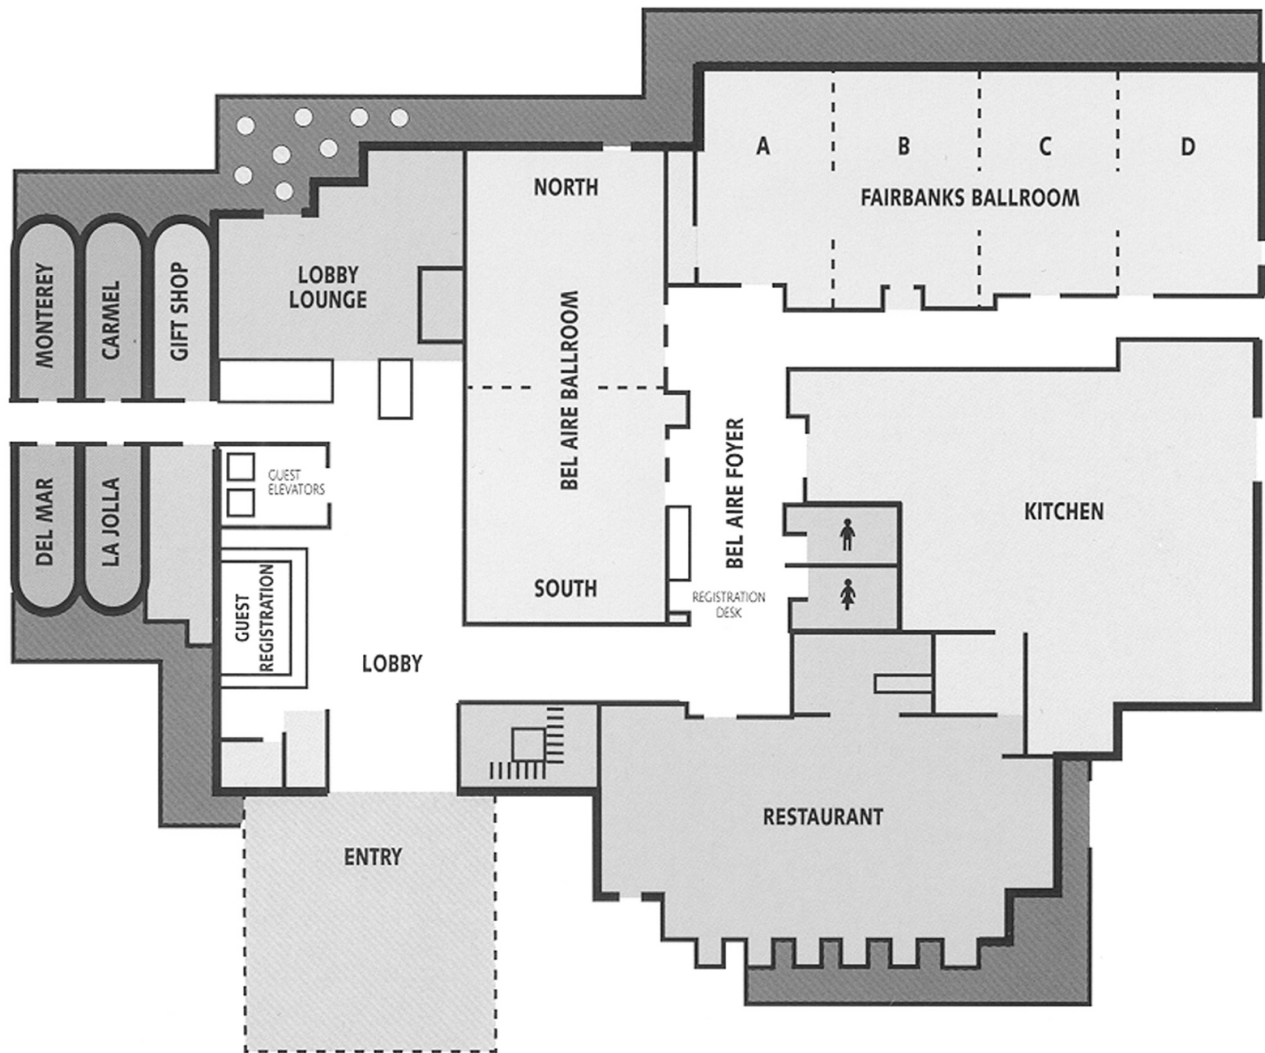 A
B
C
D
NORTH
FAIRBANKS BALLROOM
MONTEREY
CARMEL
GIFT SHOP
LOBBY
LOUNGE
BEL AIRE BALLROOM
BEL AIRE FOYER
GUEST
ELEVATORS
DEL MAR
LA JOLLA
KITCHEN
SOUTH
REGISTRATION
DESK
GUEST
REGISTRATION
LOBBY
RESTAURANT
ENTRY